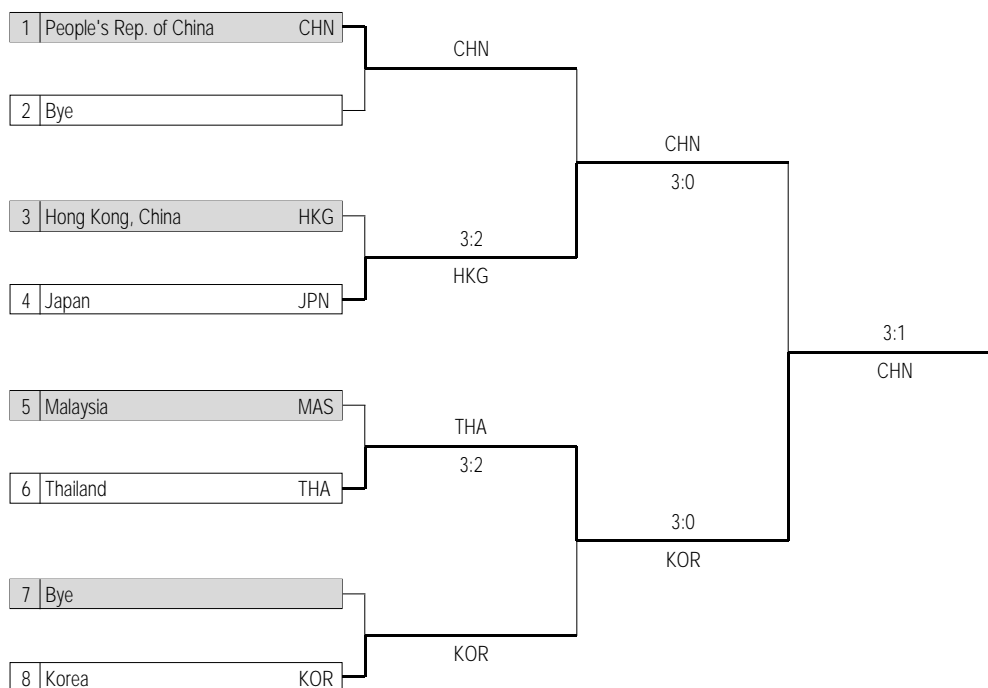 1 People's Rep. of China CHN
CHN
2 Bye
CHN
3:0
3 Hong Kong, China HKG
3:2
HKG
4 Japan JPN
3:1
CHN
5 Malaysia MAS
THA
3:2
6 Thailand THA
3:0
KOR
7 Bye
KOR
8 Korea KOR